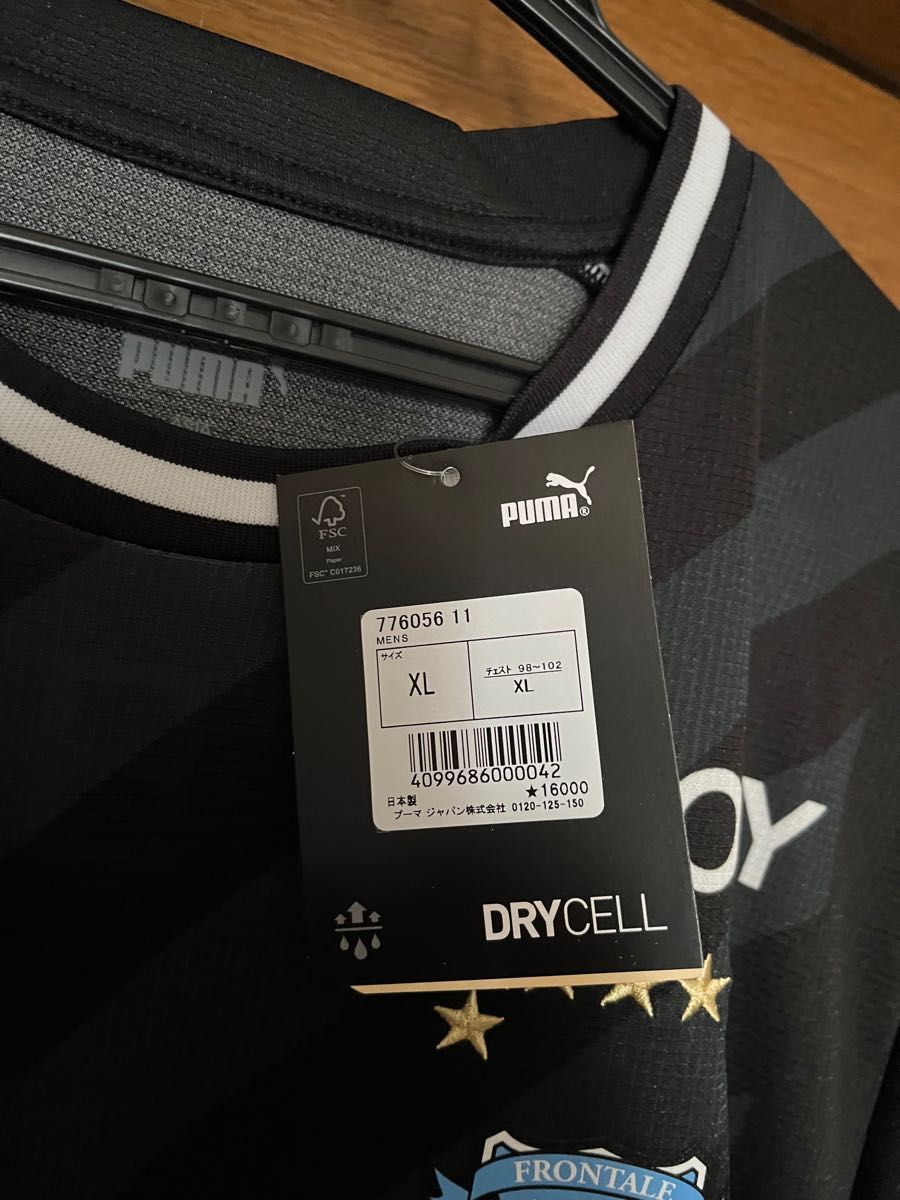 PUMA
FSC
MIX
Paper
FSC™ C017236
PUMA®
776056 11
MENS
サイズ
XL
チェスト 98~102
XL
4099686000042
★16000
日本製
プーマ ジャパン株式会社 0120-125-150
OY
DRYCELL
FRONTALE